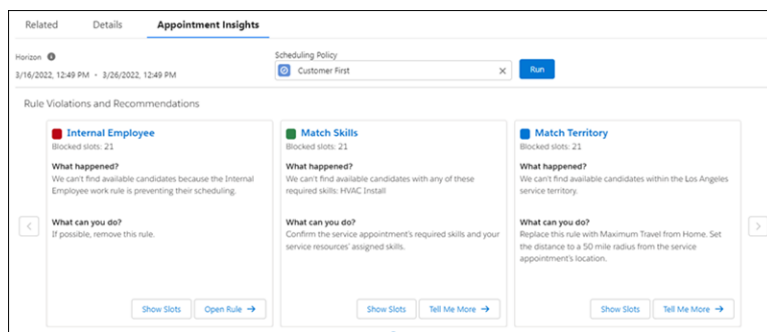 Related Details Appointment Insights
Horizon
Scheduling Policy
3/16/2022, 12:49 PM - 3/26/2022, 12:49 PM
Customer First
Run
Rule Violations and Recommendations
Internal Employee
Blocked slots: 21
What happened?
We can't find available candidates because the Internal
Employee work rule is preventing their scheduling.
What can you do?
If possible, remove this rule.
Show Slots Open Rule
Match Skills
Blocked slots: 21
What happened?
We can't find available candidates with any of these
required skills: HVAC Install
What can you do?
Confirm the service appointment's required skills and your
service resources' assigned skills.
Show Slots Tell Me More
Match Territory
Blocked slots: 21
What happened?
We can't find available candidates within the Los Angeles
service territory.
What can you do?
Replace this rule with Maximum Travel from Home. Set
the distance to a 50 mile radius from the service
appointment's location.
Show Slots Tell Me More